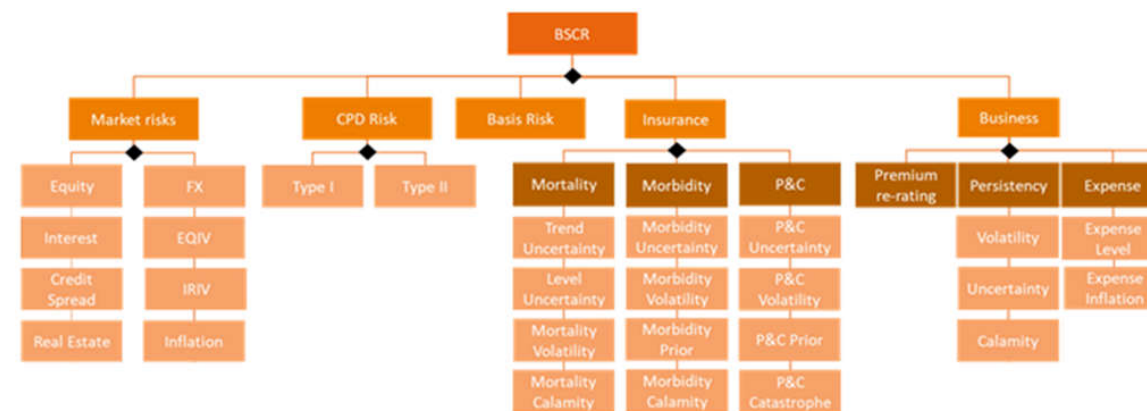 BSCR
Market risks
CPD Risk
Basis Risk
Insurance
Business
Equity
FX
Type I
Type II
Mortality
Morbidity
P&C
Premium
re-rating
Persistency
Expense
Interest
EQIV
Trend
Uncertainty
Morbidity
Uncertainty
P&C
Uncertainty
Volatility
Expense
Level
Credit
Spread
IRIV
Level
Uncertainty
Morbidity
Volatility
P&C
Volatility
Uncertainty
Expense
Inflation
Real Estate
Inflation
Mortality
Volatility
Morbidity
Prior
P&C Prior
Calamity
Mortality
Calamity
Morbidity
Calamity
P&C
Catastrophe